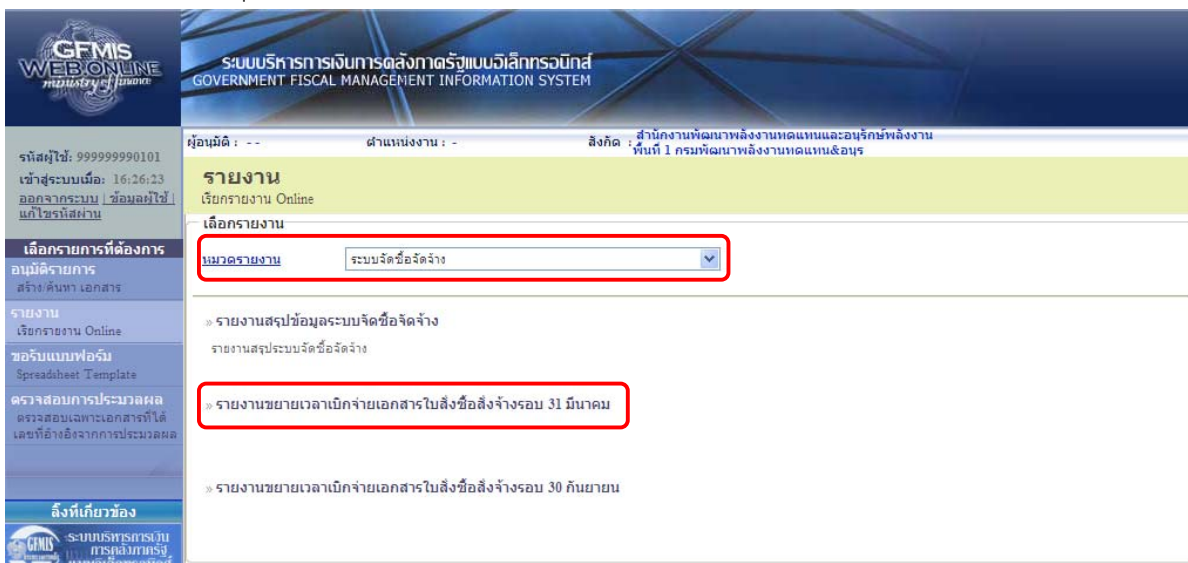 GFMIS
WEB ONLINE
ministry of finance
ระบบบริหารการเงินการคลังภาครัฐแบบอิเล็กทรอนิกส์
GOVERNMENT FISCAL MANAGEMENT INFORMATION SYSTEM
ผู้อนุมัติ : - - ตำแหน่งงาน : - สังกัด : สำนักงานพัฒนาพลังงานทดแทนและอนุรักษ์พลังงาน
พื้นที่ 1 กรมพัฒนาพลังงานทดแทน&อนุร
รหัสผู้ใช้: 999999990101
เข้าสู่ระบบเมื่อ: 16:26:23
ออกจากระบบ | ข้อมูลผู้ใช้ |
แก้ไขรหัสผ่าน
เลือกรายการที่ต้องการ
อนุมัติรายการ
สร้าง/ค้นหา เอกสาร
รายงาน
เรียกรายงาน Online
ขอรับแบบฟอร์ม
Spreadsheet Template
ตรวจสอบการประมวลผล
ตรวจสอบเฉพาะเอกสารที่ได้
เลขที่อ้างอิงจากการประมวลผล
ลิ้งที่เกี่ยวข้อง
GFMIS ระบบบริหารการเงิน
การคลังภาครัฐ
รายงาน
เรียกรายงาน Online
เลือกรายงาน
หมวดรายงาน ระบบจัดซื้อจัดจ้าง
» รายงานสรุปข้อมูลระบบจัดซื้อจัดจ้าง
รายงานสรุประบบจัดซื้อจัดจ้าง
» รายงานขยายเวลาเบิกจ่ายเอกสารใบสั่งซื้อสั่งจ้างรอบ 31 มีนาคม
» รายงานขยายเวลาเบิกจ่ายเอกสารใบสั่งซื้อสั่งจ้างรอบ 30 กันยายน